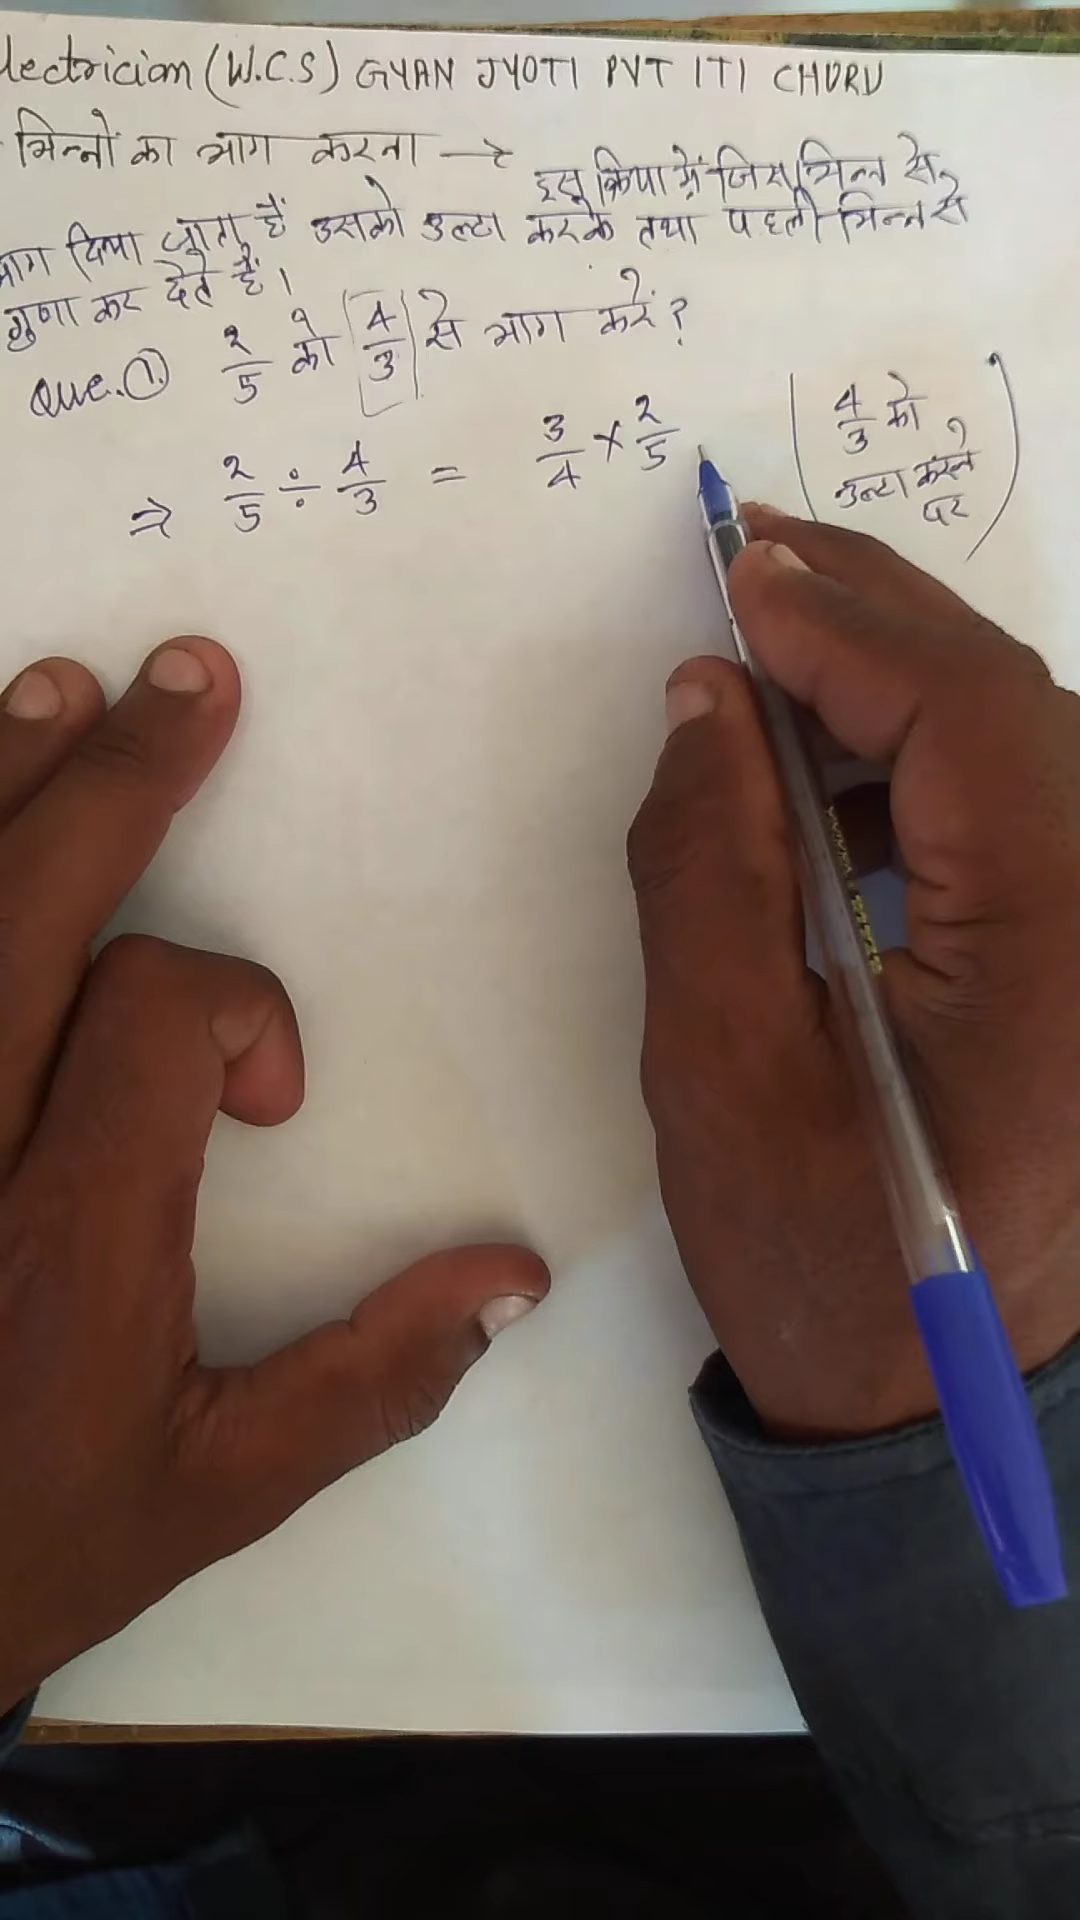 lectrician (W.C.S) GYAN JYOTI PVT ITI CHURU
भिन्नों का भाग करना → इस क्रिया में जिस भिन्न से
भाग दिया जाता हैं उसको उल्टा करके तथा पहली भिन्न से
गुणा कर देते हैं।
Que. ① 2/5 को 4/3 से भाग करें?
⇒ 2/5 ÷ 4/3 = 3/4 × 2/5 (4/3 को
उल्टा करने
पर)